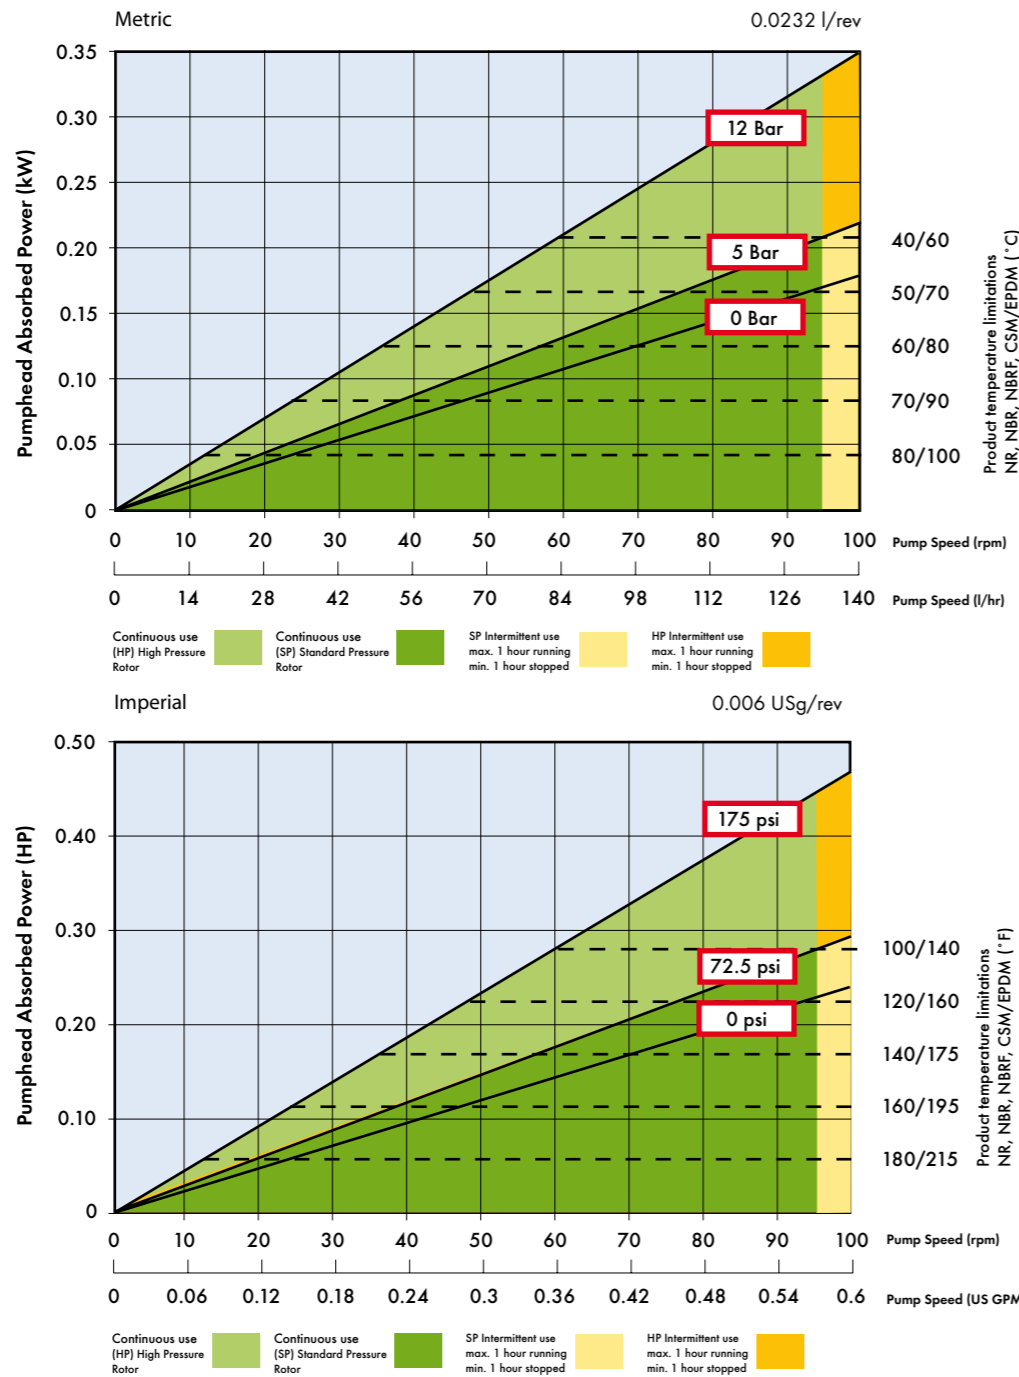 Metric
0.0232 l/rev
0.35
0.30
0.25
0.20
0.15
0.10
0.05
0
Pumphead Absorbed Power (kW)
12 Bar
5 Bar
0 Bar
40/60
50/70
60/80
70/90
80/100
Product temperature limitations
NR, NBR, NBRF, CSM/EPDM (°C)
0 10 20 30 40 50 60 70 80 90 100 Pump Speed (rpm)
0 14 28 42 56 70 84 98 112 126 140 Pump Speed (l/hr)
Continuous use
(HP) High Pressure
Rotor
Continuous use
(SP) Standard Pressure
Rotor
SP Intermittent use
max. 1 hour running
min. 1 hour stopped
HP Intermittent use
max. 1 hour running
min. 1 hour stopped
Imperial
0.006 USg/rev
0.50
0.40
0.30
0.20
0.10
0
Pumphead Absorbed Power (HP)
175 psi
72.5 psi
0 psi
100/140
120/160
140/175
160/195
180/215
Product temperature limitations
NR, NBR, NBRF, CSM/EPDM (°F)
0 10 20 30 40 50 60 70 80 90 100 Pump Speed (rpm)
0 0.06 0.12 0.18 0.24 0.3 0.36 0.42 0.48 0.54 0.6 Pump Speed (US GPM
Continuous use
(HP) High Pressure
Rotor
Continuous use
(SP) Standard Pressure
Rotor
SP Intermittent use
max. 1 hour running
min. 1 hour stopped
HP Intermittent use
max. 1 hour running
min. 1 hour stopped